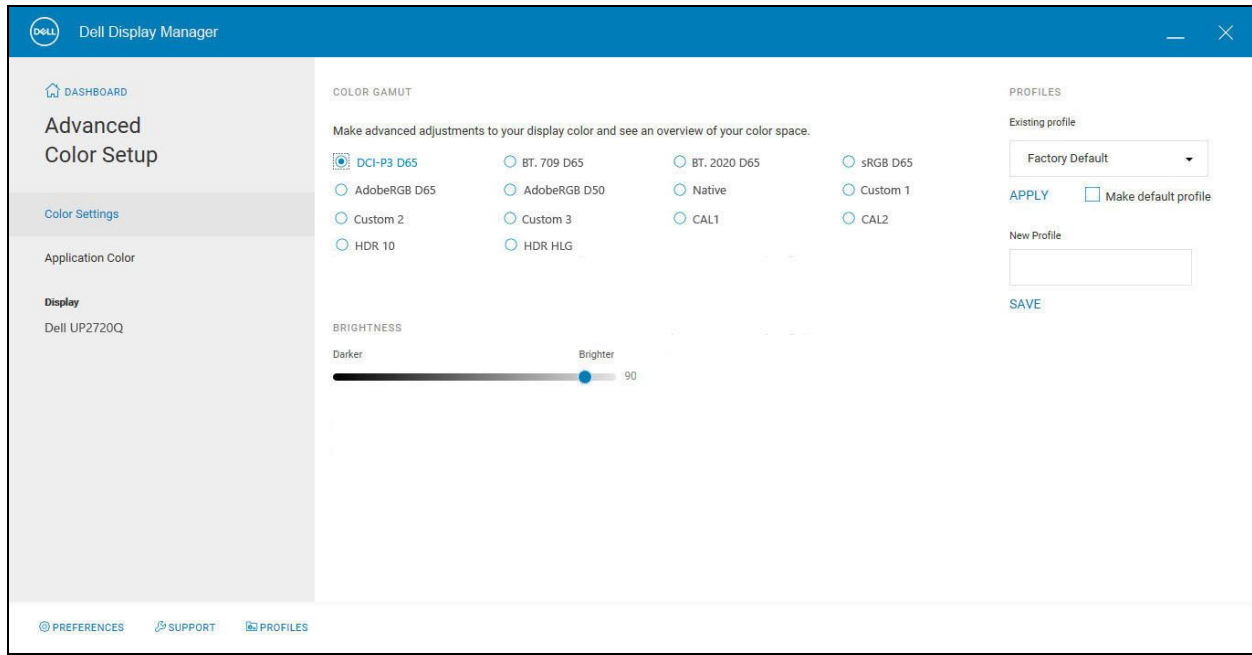 DELL Dell Display Manager
DASHBOARD
Advanced
Color Setup
Color Settings
Application Color
Display
Dell UP2720Q
COLOR GAMUT
Make advanced adjustments to your display color and see an overview of your color space.
DCI-P3 D65 BT. 709 D65 BT. 2020 D65 sRGB D65
AdobeRGB D65 AdobeRGB D50 Native Custom 1
Custom 2 Custom 3 CAL1 CAL2
HDR 10 HDR HLG
BRIGHTNESS
Darker Brighter
90
PROFILES
Existing profile
Factory Default
APPLY Make default profile
New Profile
SAVE
PREFERENCES SUPPORT PROFILES